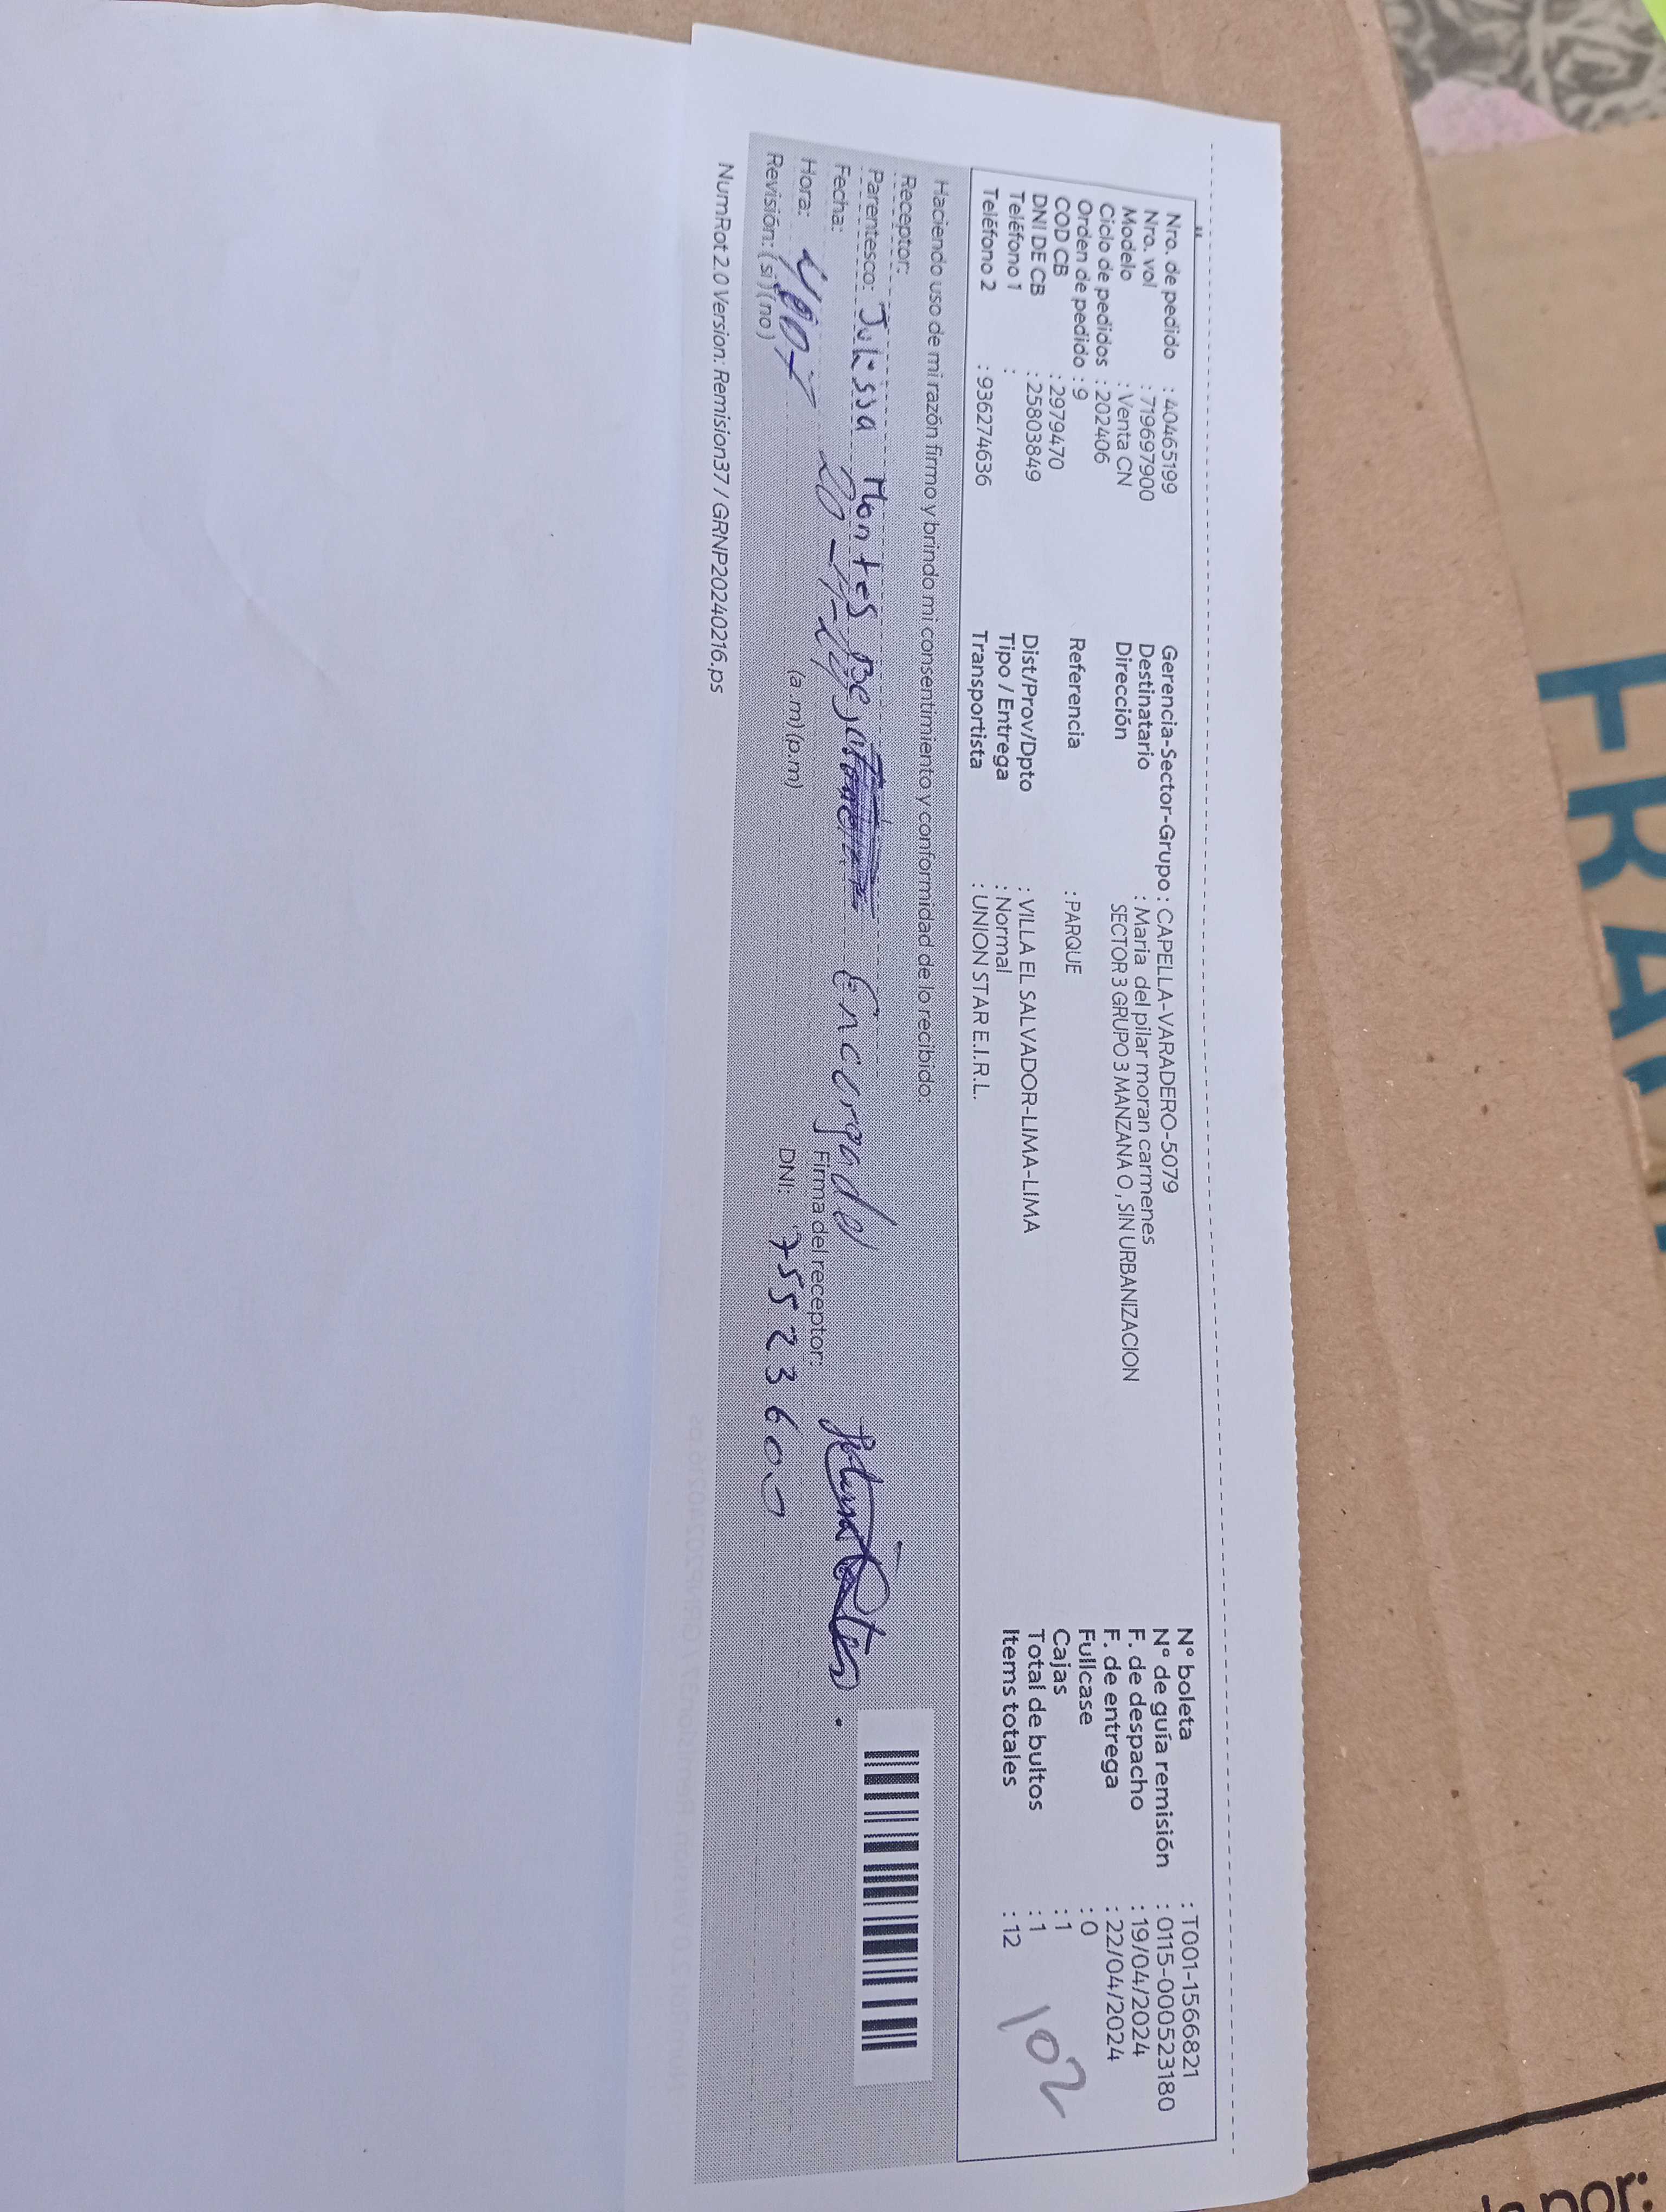 Nro. de pedido : 40465199
Nro. vol : 719697900
Modelo : Venta CN
Ciclo de pedidos : 202406
Orden de pedido : 9
COD CB : 2979470
DNI DE CB : 25803849
Teléfono 1 :
Teléfono 2 : 936274636
Gerencia-Sector-Grupo : CAPELLA-VARADERO-5079
Destinatario : Maria del pilar moran carmenes
Dirección SECTOR 3 GRUPO 3 MANZANA O , SIN URBANIZACION
Referencia : PARQUE
Dist/Prov/Dpto : VILLA EL SALVADOR-LIMA-LIMA
Tipo / Entrega : Normal
Transportista : UNION STAR E.I.R.L.
N° boleta : T001-1566821
N° de guía remisión : 0115-000523180
F. de despacho : 19/04/2024
F. de entrega : 22/04/2024
Fullcase : 0
Cajas : 1
Total de bultos : 1
Items totales : 12
102
Haciendo uso de mi razón firmo y brindo mi consentimiento y conformidad de lo recibido:
Receptor:
Parentesco: Julissa Montes Encargada
Fecha:
Firma del receptor:
Hora: (a.m)(p.m)
DNI: 7552360
Revisión: (si)(no)
NumRot 2.0 Version: Remision37 / GRNP20240216.ps
FRA
por: